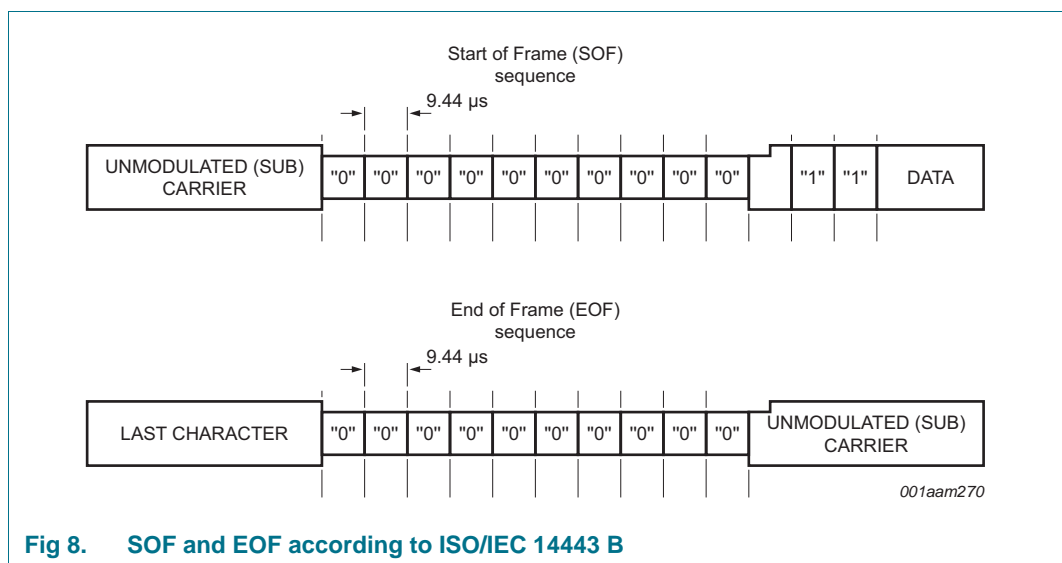 Start of Frame (SOF)
sequence
9.44 µs
UNMODULATED (SUB)
CARRIER
"0" "0" "0" "0" "0" "0" "0" "0" "0" "0" "1" "1" DATA
End of Frame (EOF)
sequence
9.44 µs
LAST CHARACTER "0" "0" "0" "0" "0" "0" "0" "0" "0" "0"
UNMODULATED (SUB)
CARRIER
001aam270
Fig 8. SOF and EOF according to ISO/IEC 14443 B